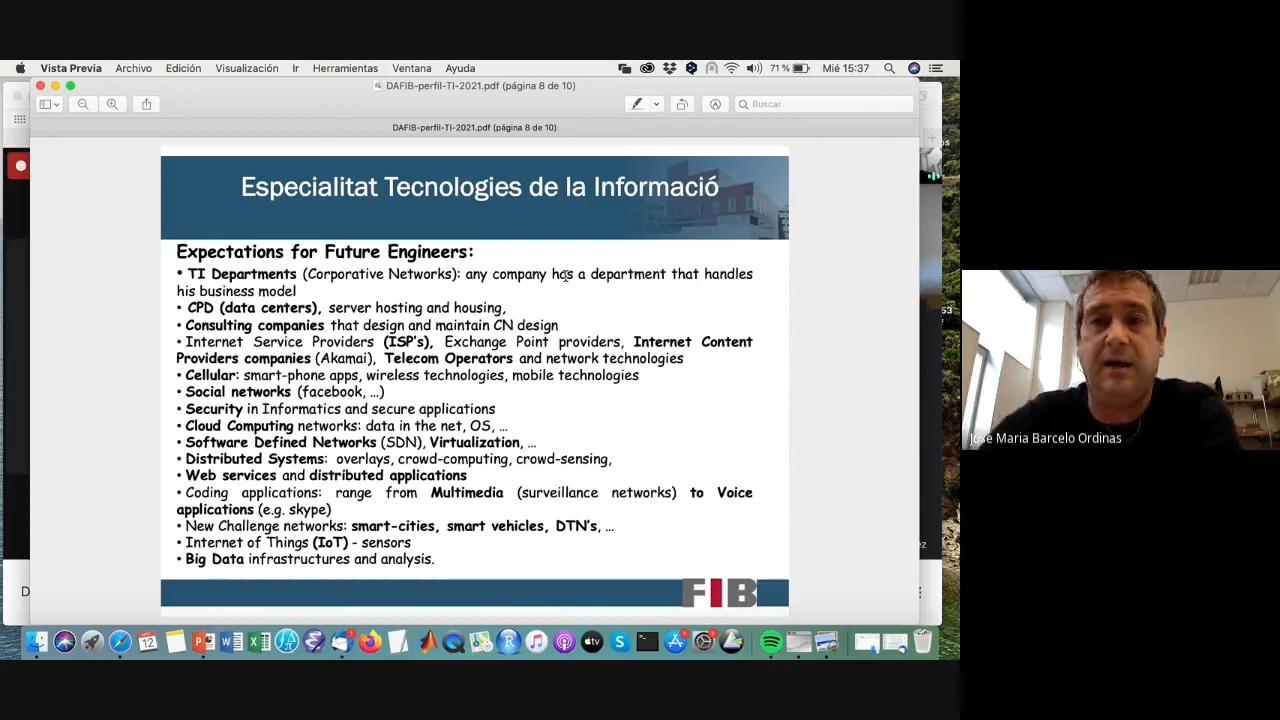 Vista Previa Archivo Edición Visualización Ir Herramientas Ventana Ayuda 71 % Mié 15:37
DAFIB-perfil-TI-2021.pdf (página 8 de 10)
Buscar
DAFIB-perfil-TI-2021.pdf (página 8 de 10)
Especialitat Tecnologies de la Informació
Expectations for Future Engineers:
• TI Departments (Corporative Networks): any company has a department that handles
his business model
• CPD (data centers), server hosting and housing,
• Consulting companies that design and maintain CN design
• Internet Service Providers (ISP's), Exchange Point providers, Internet Content
Providers companies (Akamai), Telecom Operators and network technologies
• Cellular: smart-phone apps, wireless technologies, mobile technologies
• Social networks (facebook, …)
• Security in Informatics and secure applications
• Cloud Computing networks: data in the net, OS, …
• Software Defined Networks (SDN), Virtualization, …
• Distributed Systems: overlays, crowd-computing, crowd-sensing,
• Web services and distributed applications
• Coding applications: range from Multimedia (surveillance networks) to Voice
applications (e.g. skype)
• New Challenge networks: smart-cities, smart vehicles, DTN's, …
• Internet of Things (IoT) - sensors
• Big Data infrastructures and analysis.
FIB
Jose Maria Barcelo Ordinas